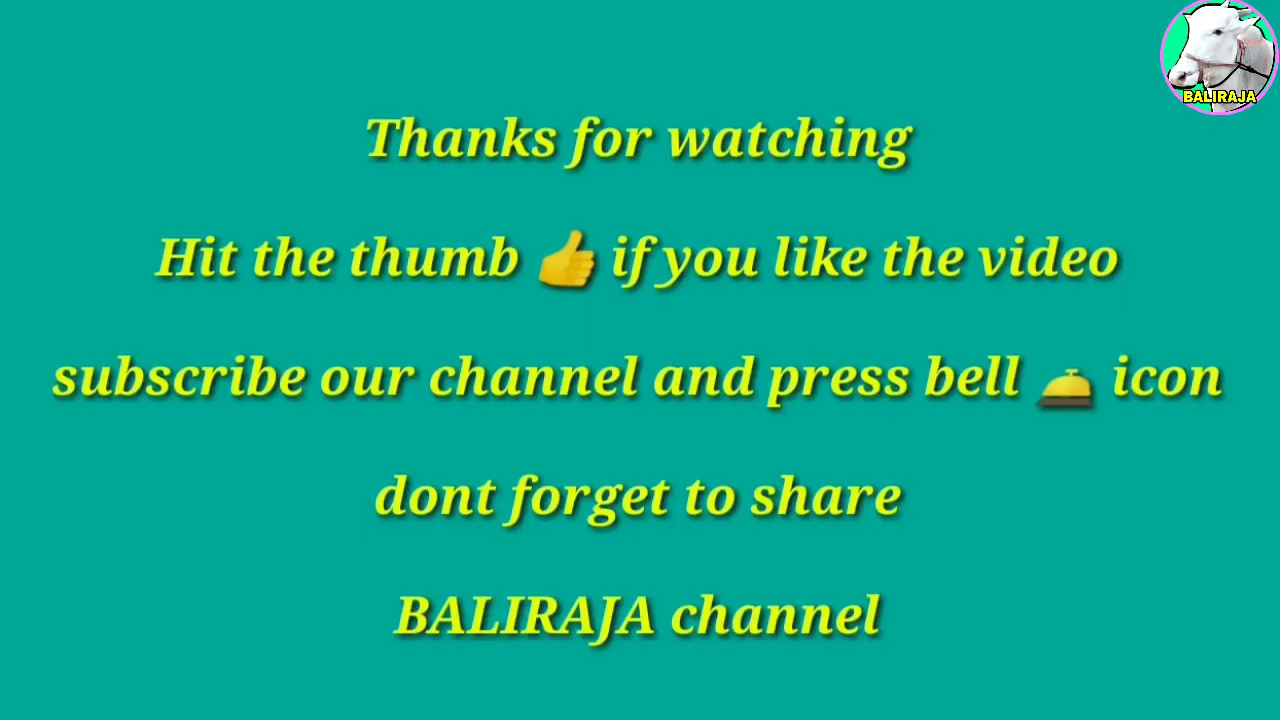 BALIRAJA
Thanks for watching
Hit the thumb 👍 if you like the video
subscribe our channel and press bell 🛎 icon
dont forget to share
BALIRAJA channel